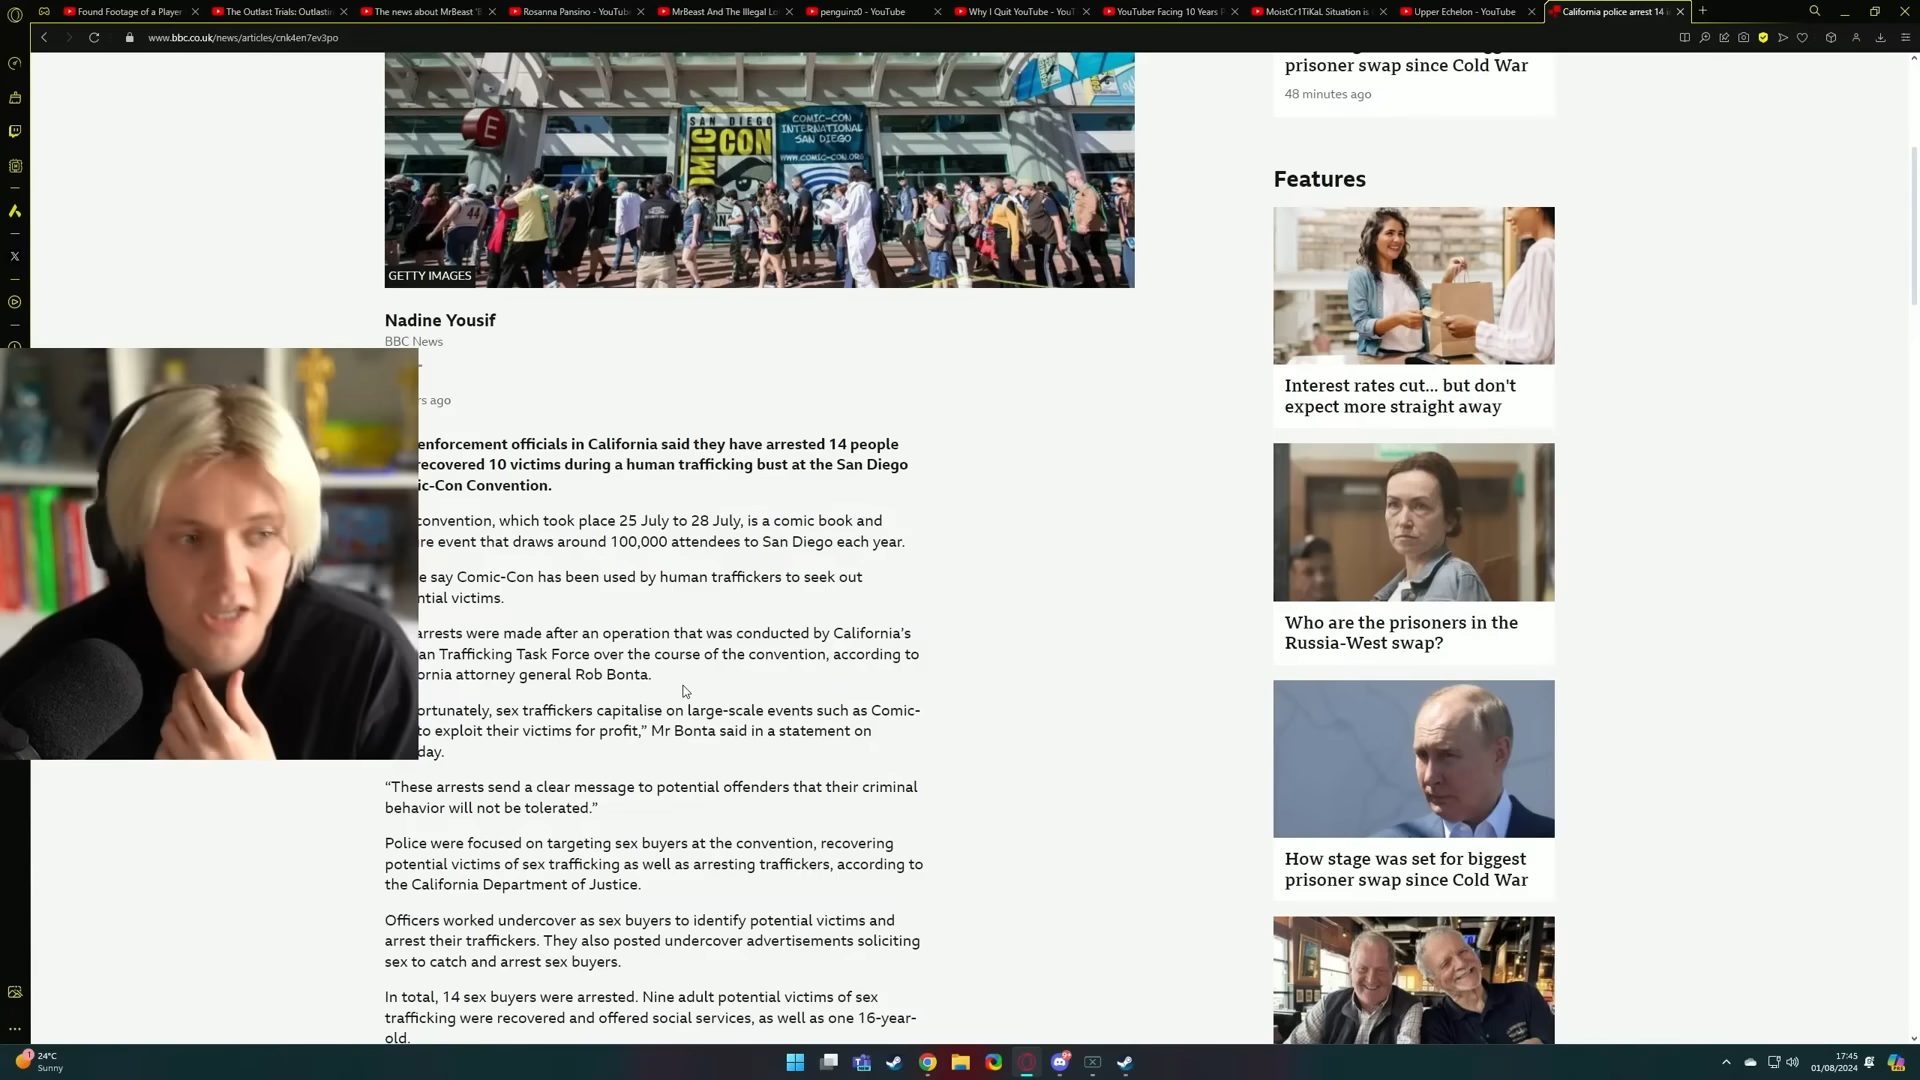 Found Footage of a Player
The Outlast Trials: Outlastin
The news about MrBeast
Rosanna Pansino - YouTube
MrBeast And The Illegal Lo
penguinz0 - YouTube
Why I Quit YouTube - YouT
YouTuber Facing 10 Years P
MoistCr1TiKaL Situation is
Upper Echelon - YouTube
California police arrest 14 i
www.bbc.co.uk/news/articles/cnk4en7ev3po
prisoner swap since Cold War
48 minutes ago
E
SAN DIEGO
COMIC CON
COMIC-CON
INTERNATIONAL
SAN DIEGO
WWW.COMIC-CON.ORG
44
GETTY IMAGES
Nadine Yousif
BBC News
rs ago
enforcement officials in California said they have arrested 14 people
recovered 10 victims during a human trafficking bust at the San Diego
ic-Con Convention.
convention, which took place 25 July to 28 July, is a comic book and
re event that draws around 100,000 attendees to San Diego each year.
e say Comic-Con has been used by human traffickers to seek out
ntial victims.
arrests were made after an operation that was conducted by California’s
an Trafficking Task Force over the course of the convention, according to
ornia attorney general Rob Bonta.
ortunately, sex traffickers capitalise on large-scale events such as Comic-
to exploit their victims for profit,” Mr Bonta said in a statement on
day.
“These arrests send a clear message to potential offenders that their criminal
behavior will not be tolerated.”
Police were focused on targeting sex buyers at the convention, recovering
potential victims of sex trafficking as well as arresting traffickers, according to
the California Department of Justice.
Officers worked undercover as sex buyers to identify potential victims and
arrest their traffickers. They also posted undercover advertisements soliciting
sex to catch and arrest sex buyers.
In total, 14 sex buyers were arrested. Nine adult potential victims of sex
trafficking were recovered and offered social services, as well as one 16-year-
old.
Features
Interest rates cut... but don't
expect more straight away
Who are the prisoners in the
Russia-West swap?
How stage was set for biggest
prisoner swap since Cold War
1
24°C
Sunny
17:45
01/08/2024